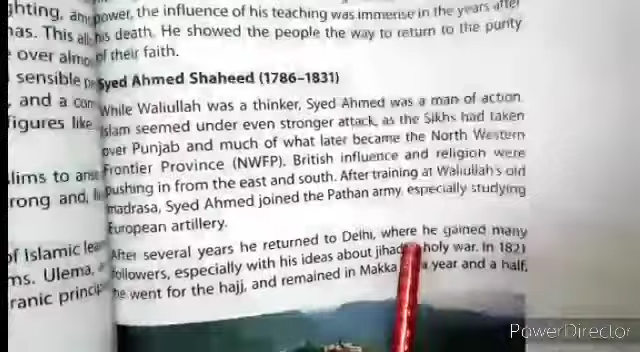 ghting, and
has. This all
over almo
sensible p
, and a com
figures like
lims to ans
rong and,
of Islamic lea
ms. Ulema,
ranic princip
power, the influence of his teaching was immense in the years after
his death. He showed the people the way to return to the purity
of their faith.
Syed Ahmed Shaheed (1786–1831)
While Waliullah was a thinker, Syed Ahmed was a man of action.
Islam seemed under even stronger attack, as the Sikhs had taken
over Punjab and much of what later became the North Western
Frontier Province (NWFP). British influence and religion were
pushing in from the east and south. After training at Waliullah's old
madrasa, Syed Ahmed joined the Pathan army, especially studying
European artillery.
After several years he returned to Delhi, where he gained many
followers, especially with his ideas about jihad holy war. In 1821
he went for the hajj, and remained in Makka a year and a half,
PowerDirector